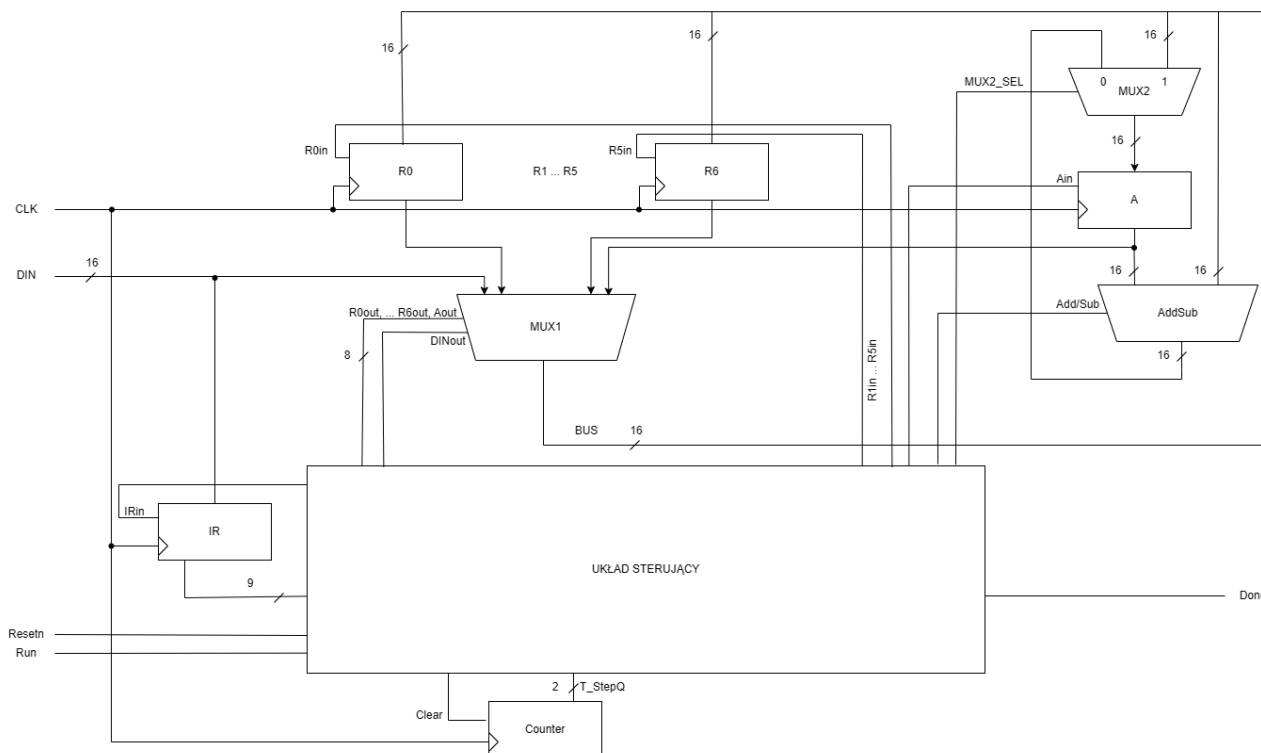 16
16
16
16
0
1
MUX2_SEL
MUX2
R0in
R5in
16
R0
R1 ... R5
R6
Ain
A
CLK
DIN
16
16
16
Add/Sub
AddSub
R0out, ... R6out, Aout
MUX1
DINout
8
16
R1in ... R5in
BUS
16
IRin
IR
UKŁAD STERUJĄCY
9
Done
Resetn
Run
2
T_StepQ
Clear
Counter